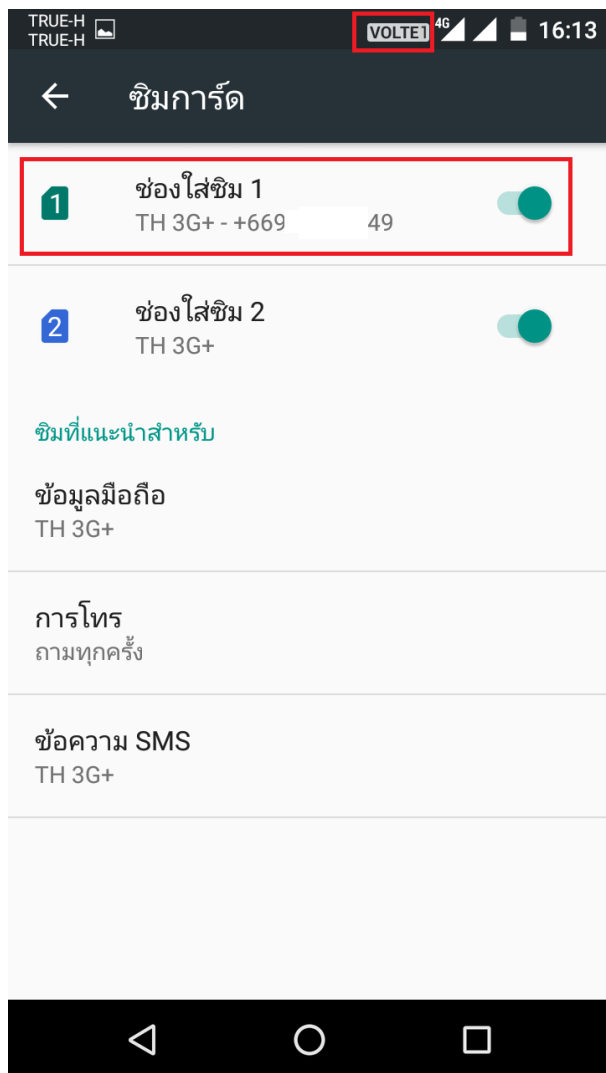 TRUE-H
TRUE-H
VOLTE1 4G 16:13
ซิมการ์ด
1 ช่องใส่ซิม 1
TH 3G+ - +669 49
2 ช่องใส่ซิม 2
TH 3G+
ซิมที่แนะนำสำหรับ
ข้อมูลมือถือ
TH 3G+
การโทร
ถามทุกครั้ง
ข้อความ SMS
TH 3G+